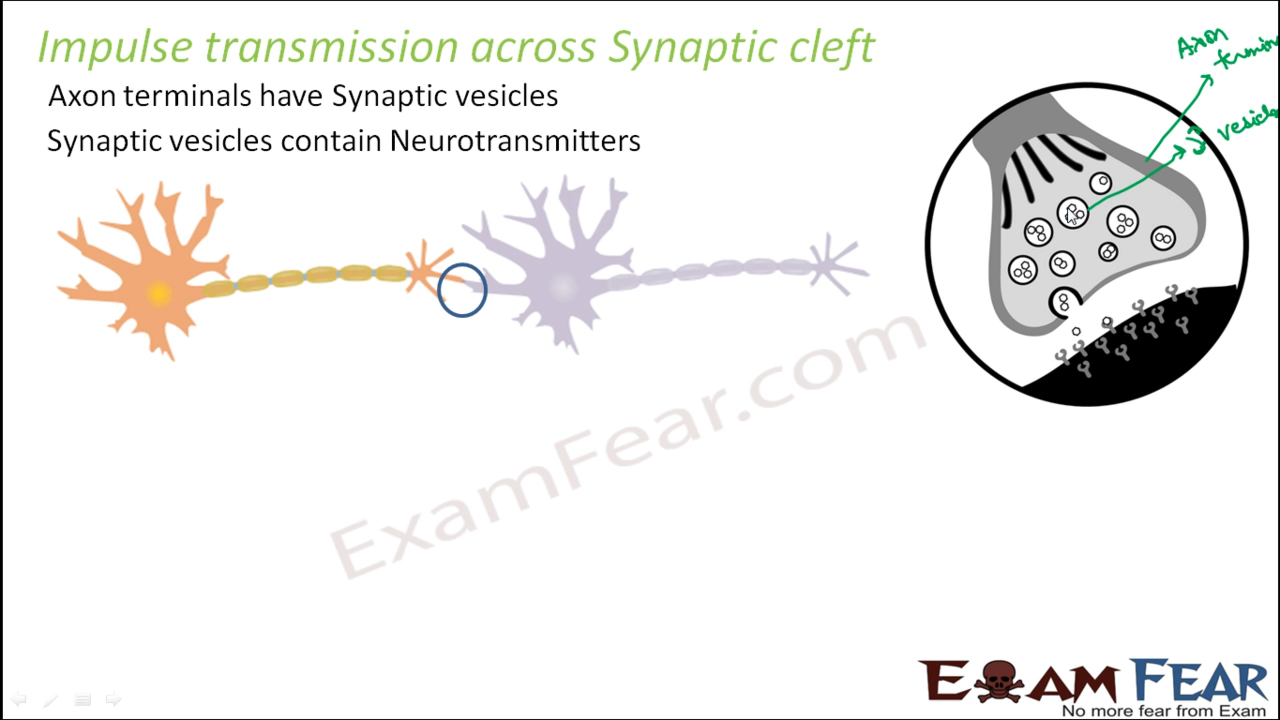 Impulse transmission across Synaptic cleft
Axon terminals have Synaptic vesicles
Synaptic vesicles contain Neurotransmitters
Axon
vesicle
ExamFear.com
EXAM FEAR
No more fear from Exam